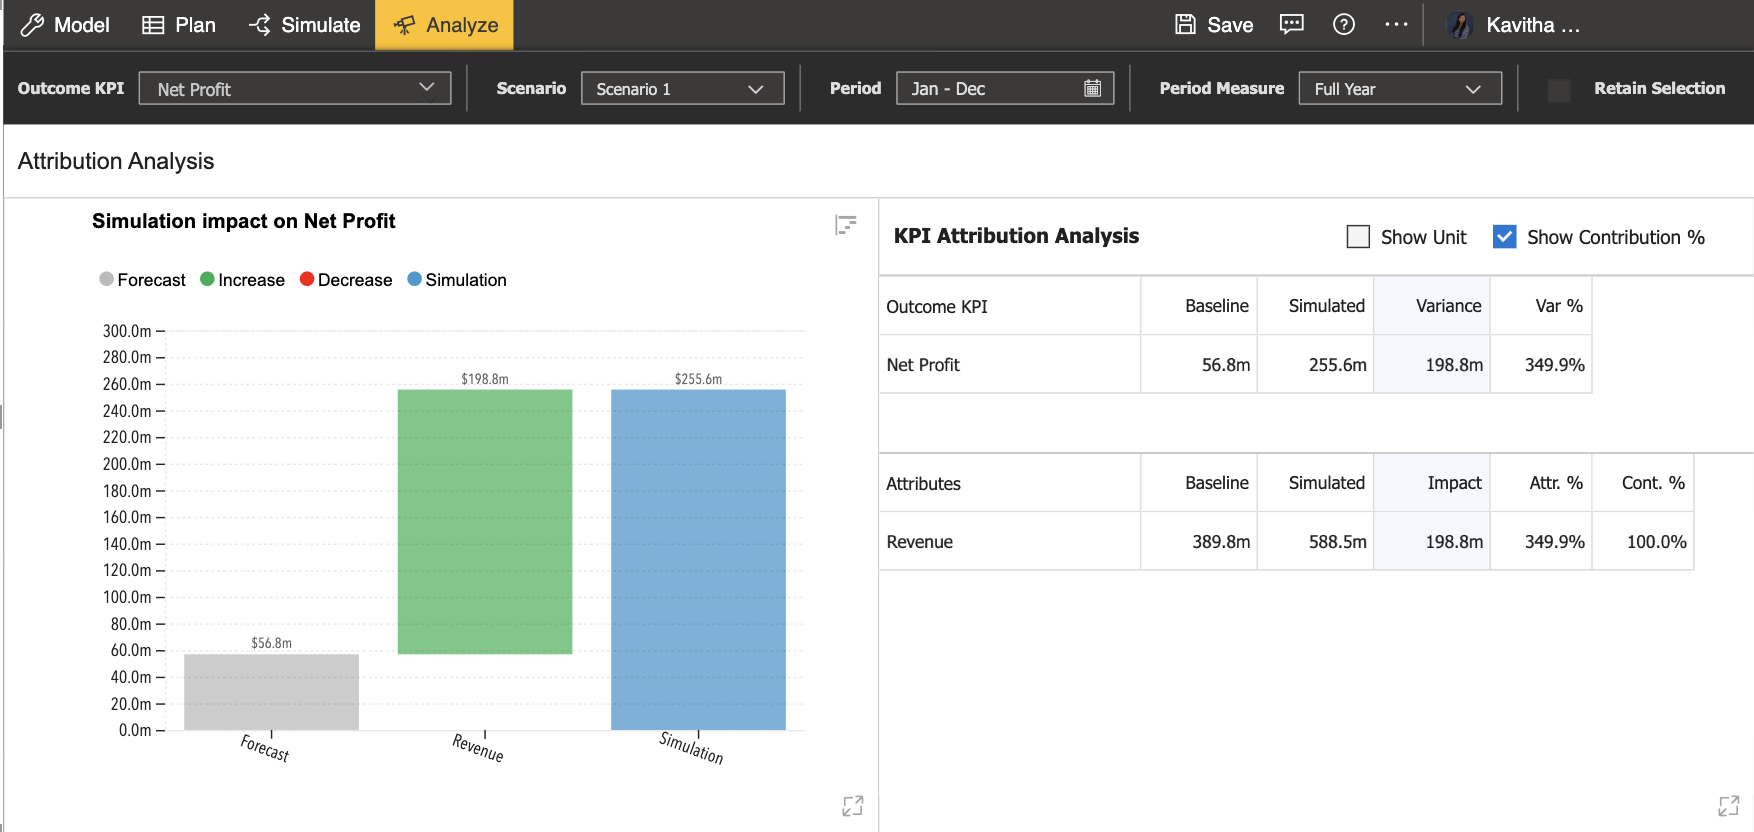 Model Plan Simulate Analyze Save Kavitha ...
Outcome KPI Net Profit Scenario Scenario 1 Period Jan - Dec Period Measure Full Year Retain Selection
Attribution Analysis
Simulation impact on Net Profit
Forecast Increase Decrease Simulation
300.0m
280.0m
260.0m
240.0m
220.0m
200.0m
180.0m
160.0m
140.0m
120.0m
100.0m
80.0m
60.0m
40.0m
20.0m
0.0m
$56.8m
$198.8m
$255.6m
Forecast Revenue Simulation
KPI Attribution Analysis Show Unit Show Contribution %
Outcome KPI Baseline Simulated Variance Var %
Net Profit 56.8m 255.6m 198.8m 349.9%
Attributes Baseline Simulated Impact Attr. % Cont. %
Revenue 389.8m 588.5m 198.8m 349.9% 100.0%